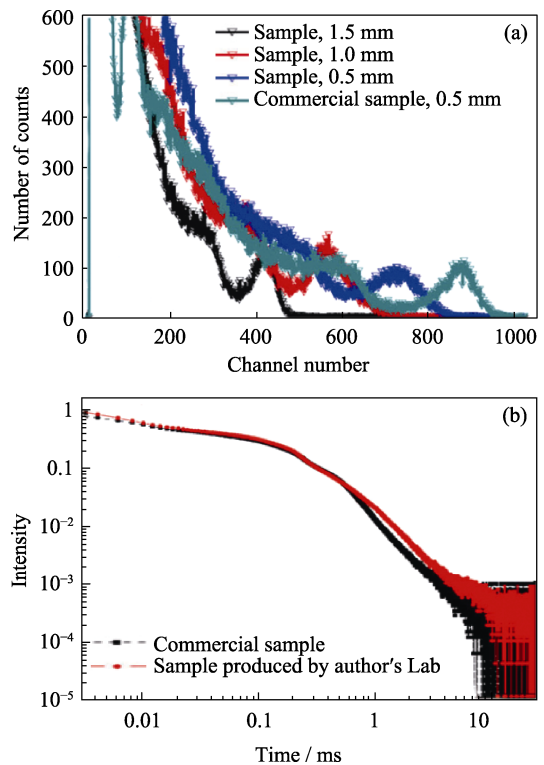 (a)
Sample, 1.5 mm
Sample, 1.0 mm
Sample, 0.5 mm
Commercial sample, 0.5 mm
Number of counts
600
500
400
300
200
100
0
0 200 400 600 800 1000
Channel number
(b)
Intensity
1
0.1
10⁻²
10⁻³
10⁻⁴
10⁻⁵
Commercial sample
Sample produced by author's Lab
0.01 0.1 1 10
Time / ms